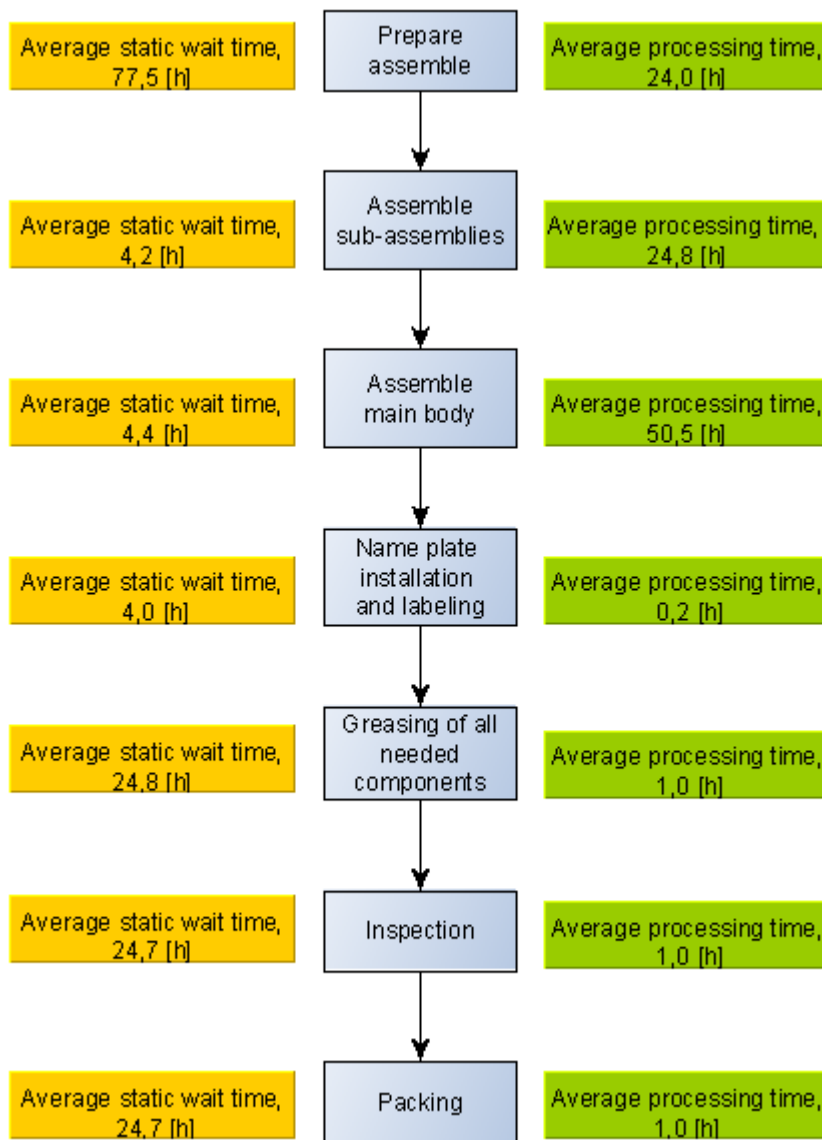 Average static wait time,
77,5 [h]
Prepare
assemble
Average processing time,
24,0 [h]
Average static wait time,
4,2 [h]
Assemble
sub-assemblies
Average processing time,
24,8 [h]
Average static wait time,
4,4 [h]
Assemble
main body
Average processing time,
50,5 [h]
Average static wait time,
4,0 [h]
Name plate
installation
and labeling
Average processing time,
0,2 [h]
Average static wait time,
24,8 [h]
Greasing of all
needed
components
Average processing time,
1,0 [h]
Average static wait time,
24,7 [h]
Inspection
Average processing time,
1,0 [h]
Average static wait time,
24,7 [h]
Packing
Average processing time,
1,0 [h]